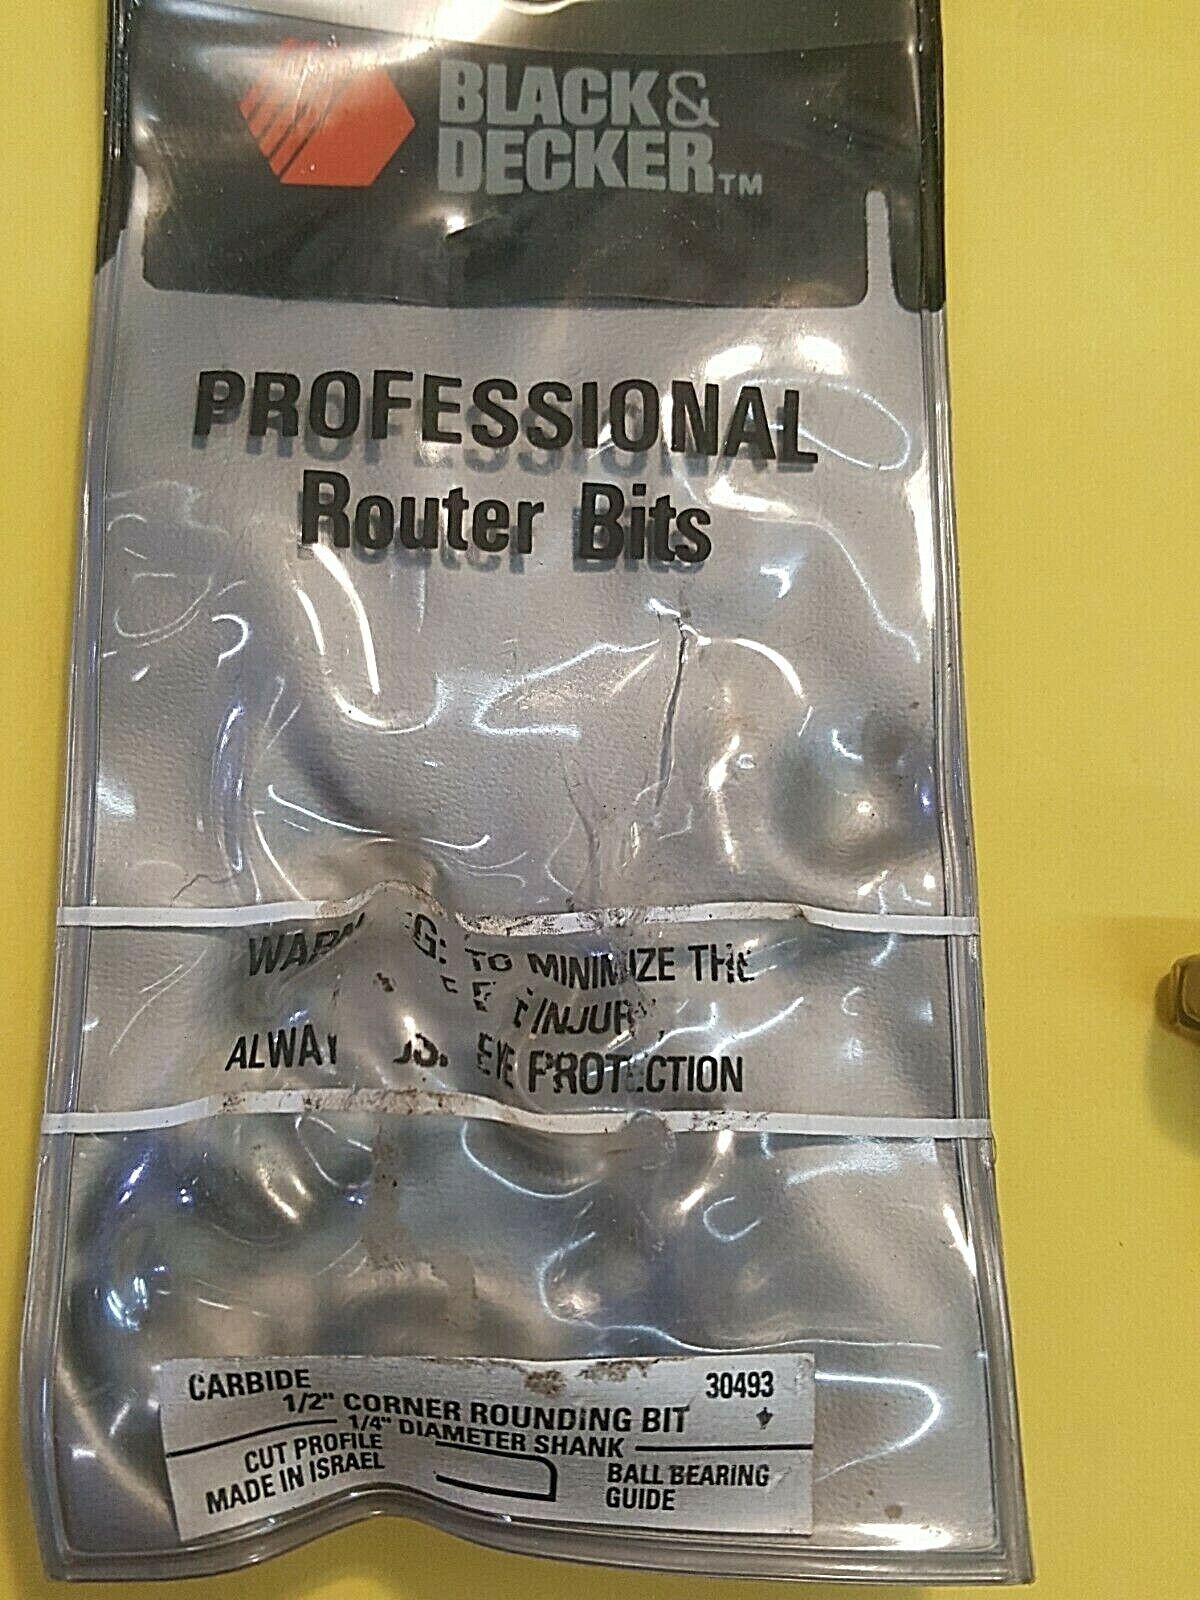 BLACK&
DECKER™
PROFESSIONAL
Router Bits
TO MINIMIZE THE
INJURY
EYE PROTECTION
CARBIDE 30493
1/2" CORNER ROUNDING BIT
1/4" DIAMETER SHANK
CUT PROFILE
MADE IN ISRAEL
BALL BEARING
GUIDE